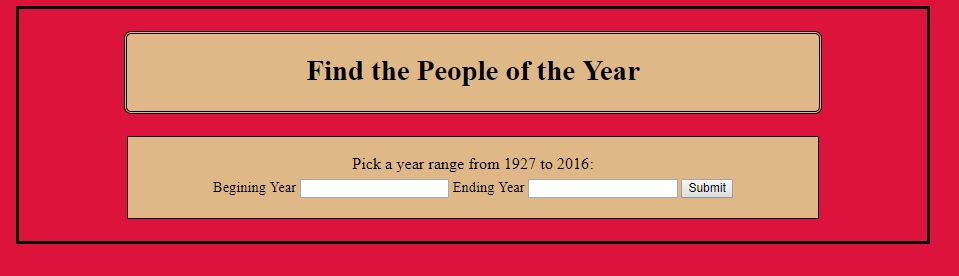 Find the People of the Year
Pick a year range from 1927 to 2016:
Begining Year Ending Year Submit